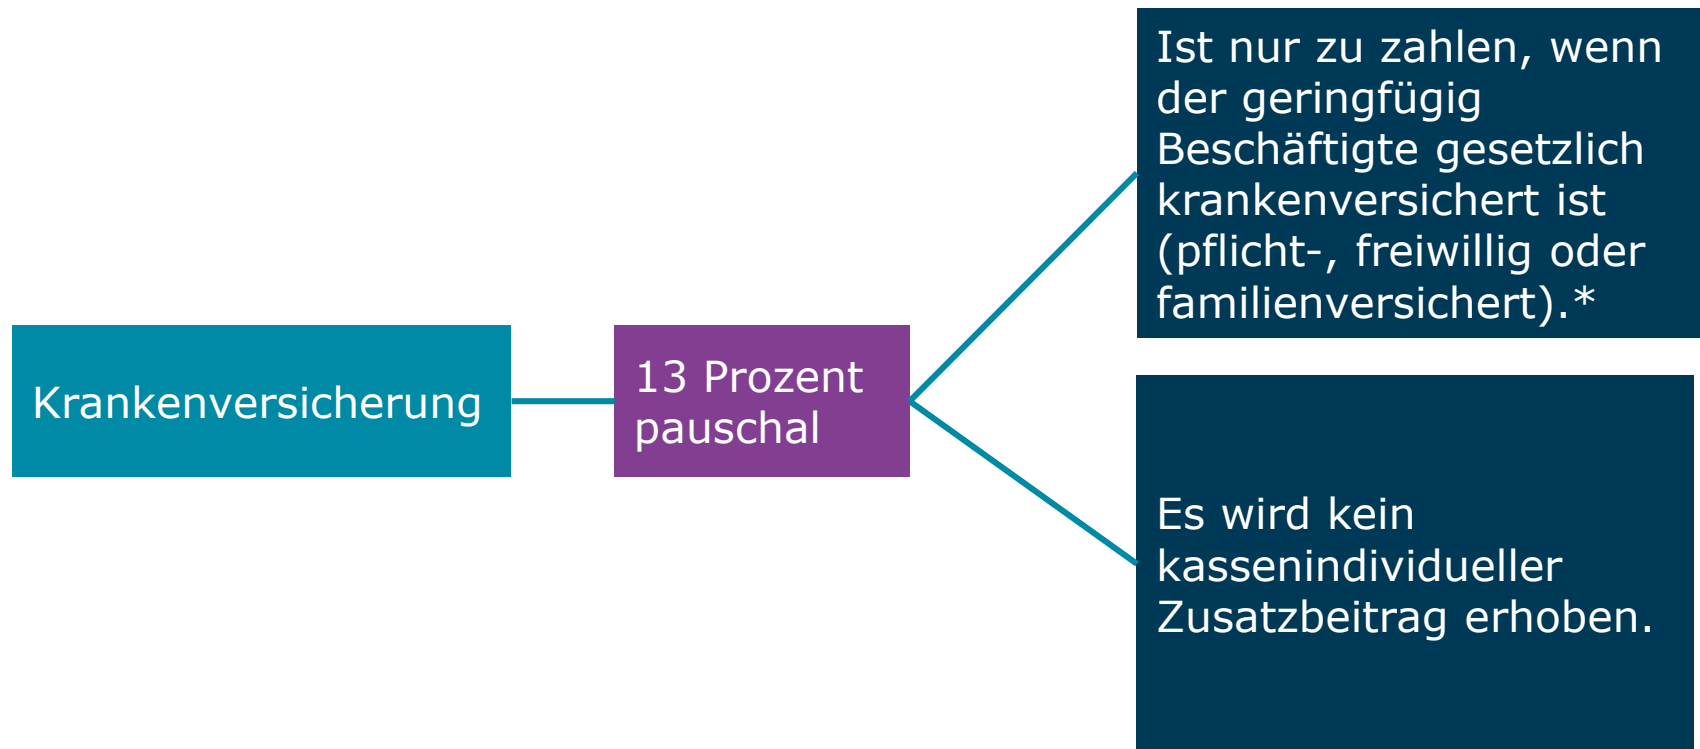 Krankenversicherung
13 Prozent
pauschal
Ist nur zu zahlen, wenn
der geringfügig
Beschäftigte gesetzlich
krankenversichert ist
(pflicht-, freiwillig oder
familienversichert).*
Es wird kein
kassenindividueller
Zusatzbeitrag erhoben.